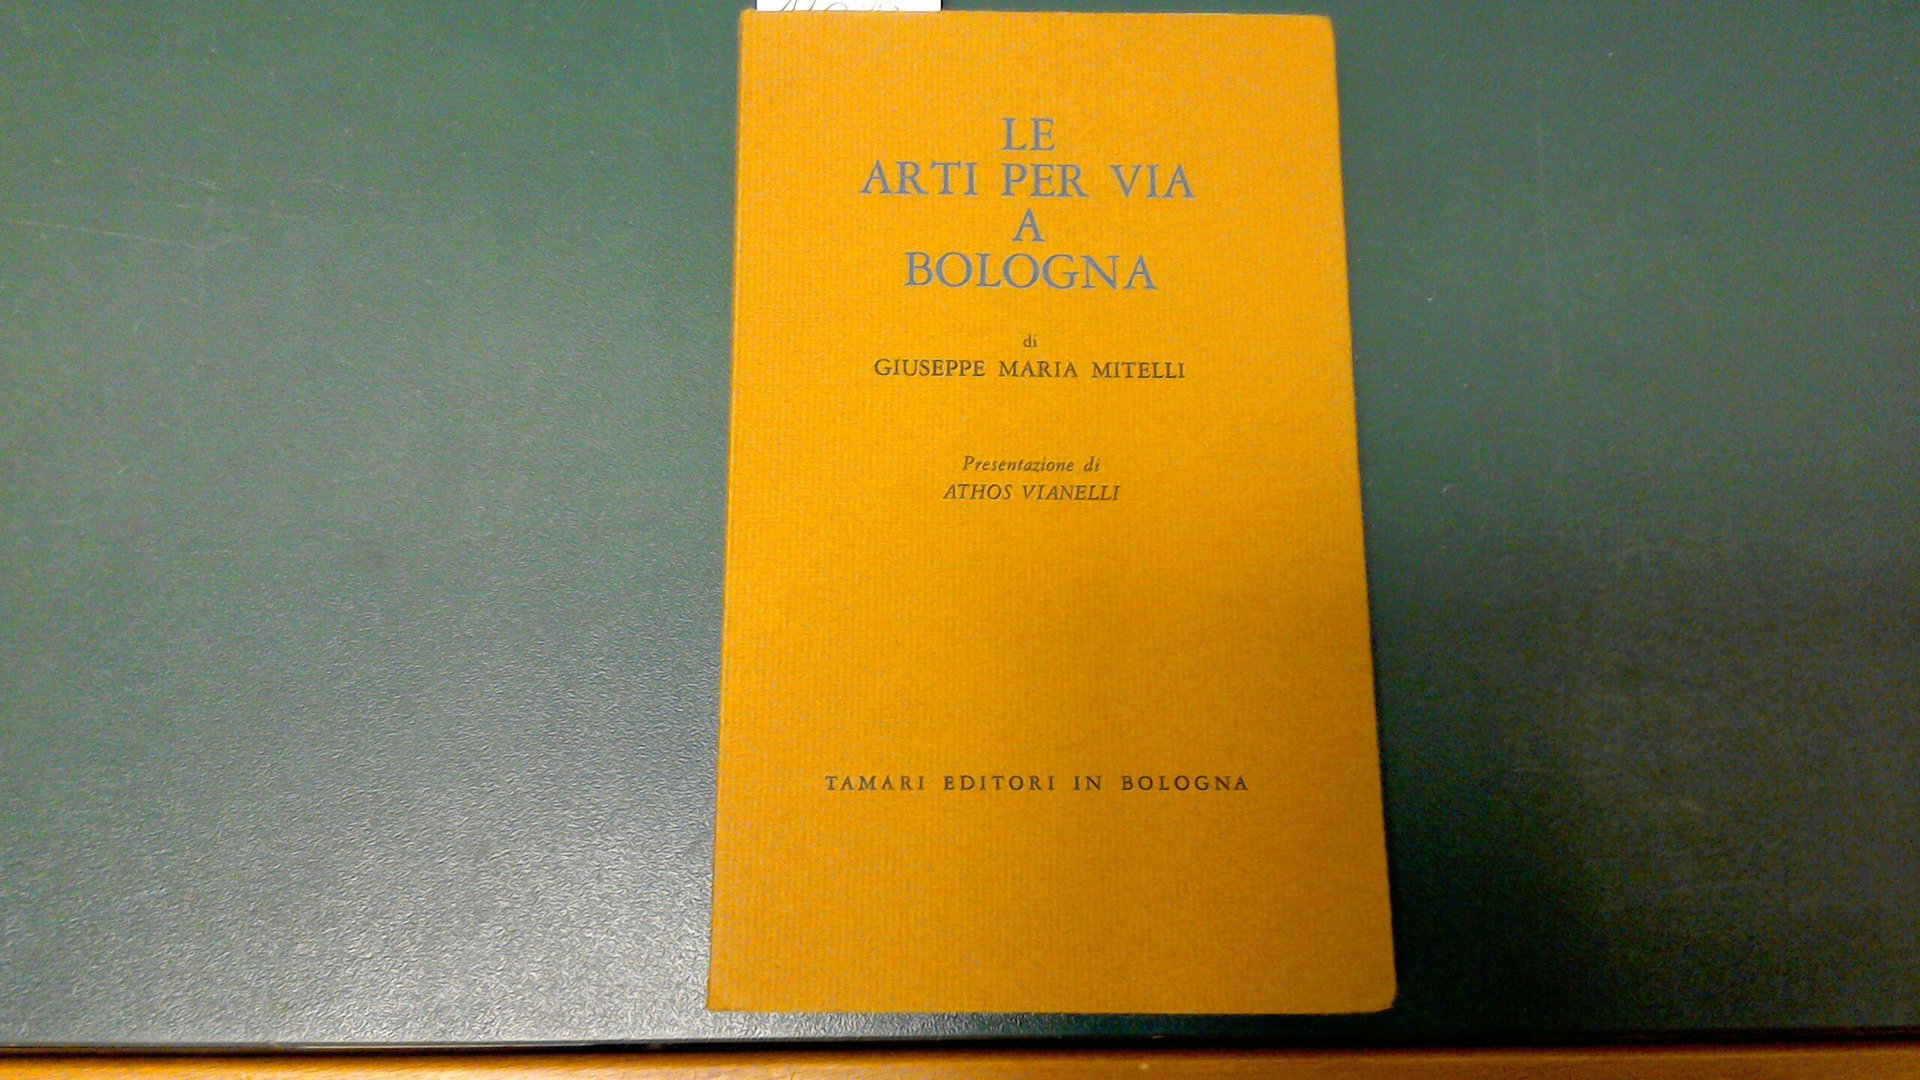 LE
ARTI PER VIA
A
BOLOGNA
di
GIUSEPPE MARIA MITELLI
Presentazione di
ATHOS VIANELLI
TAMARI EDITORI IN BOLOGNA